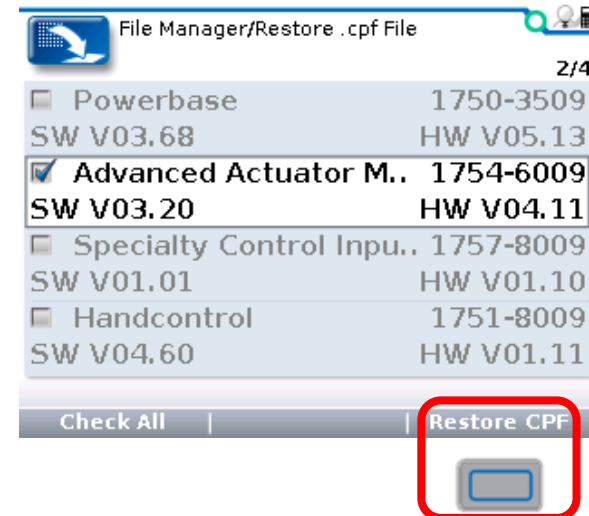 File Manager/Restore .cpf File
2/4
Powerbase 1750-3509
SW V03.68 HW V05.13
Advanced Actuator M.. 1754-6009
SW V03.20 HW V04.11
Specialty Control Inpu.. 1757-8009
SW V01.01 HW V01.10
Handcontrol 1751-8009
SW V04.60 HW V01.11
Check All | | Restore CPF